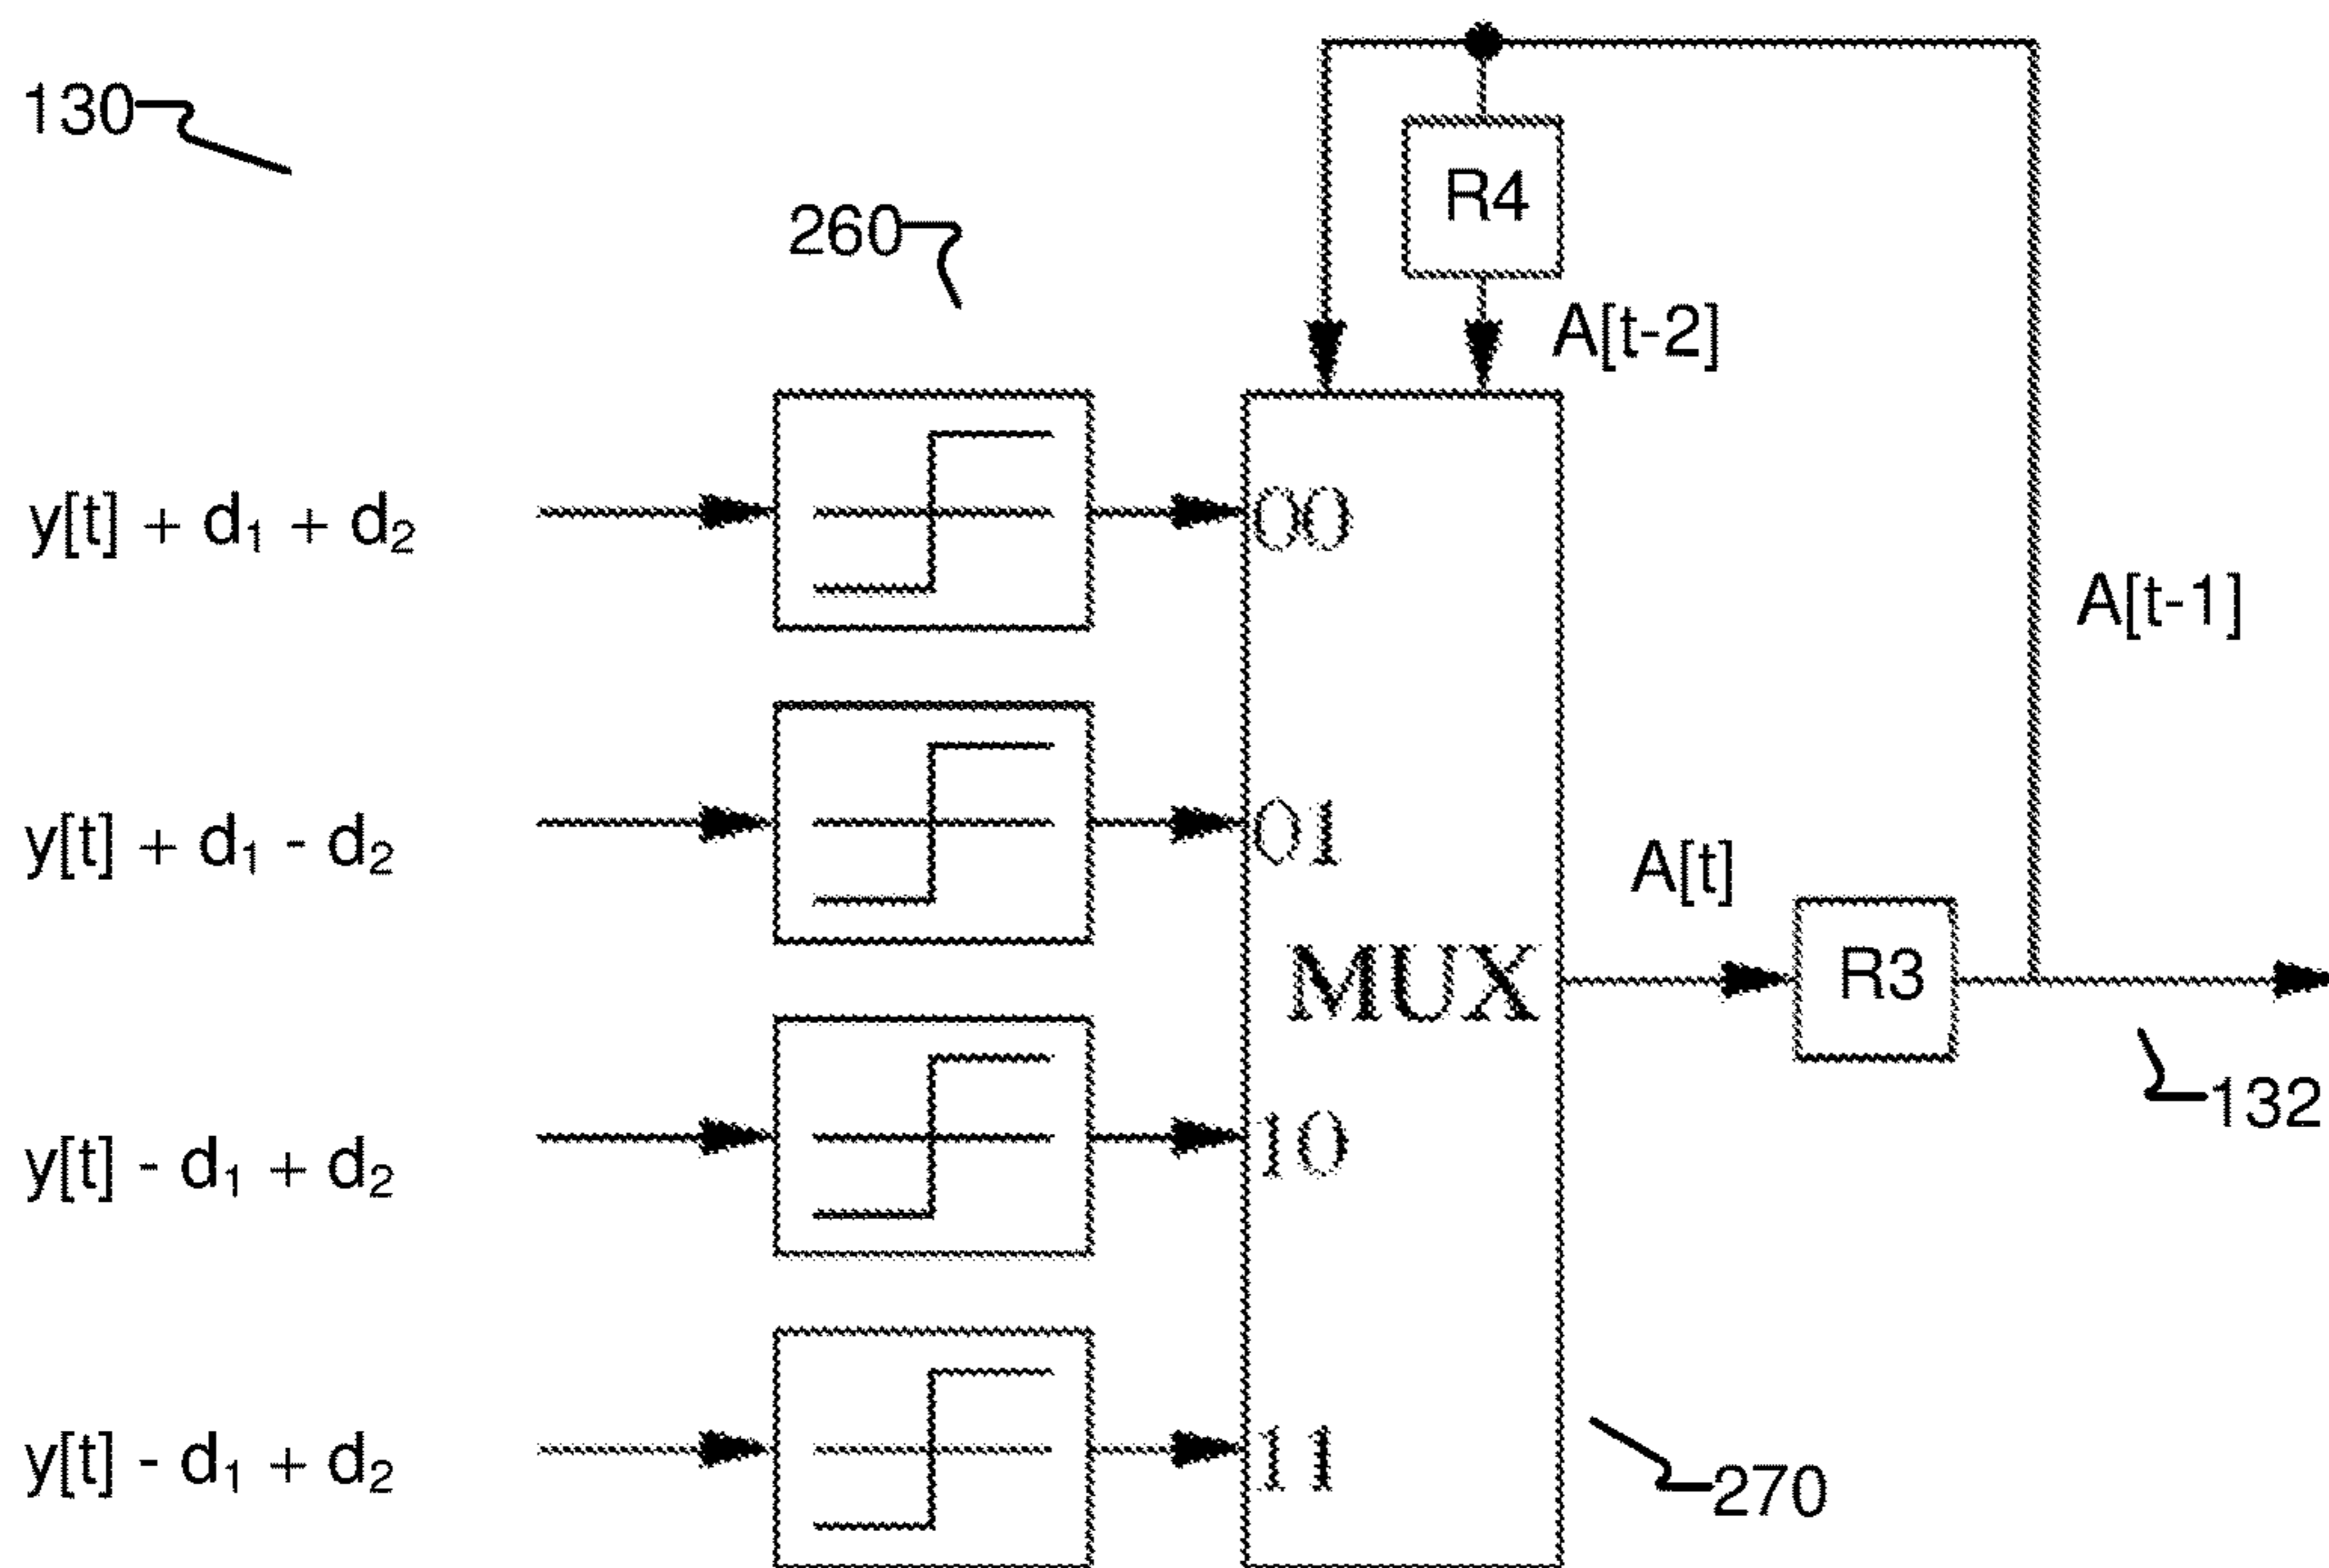 130
R4
260
A[t-2]
y[t] + d₁ + d₂
00
A[t-1]
y[t] + d₁ - d₂
01
A[t]
MUX
R3
y[t] - d₁ + d₂
10
132
y[t] - d₁ + d₂
11
270